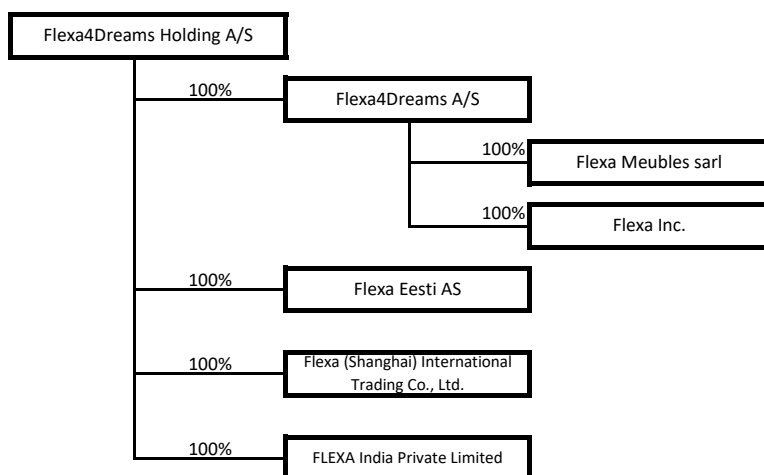 Flexa4Dreams Holding A/S
100%
Flexa4Dreams A/S
100%
Flexa Meubles sarl
100%
Flexa Inc.
100%
Flexa Eesti AS
100%
Flexa (Shanghai) International
Trading Co., Ltd.
100%
FLEXA India Private Limited